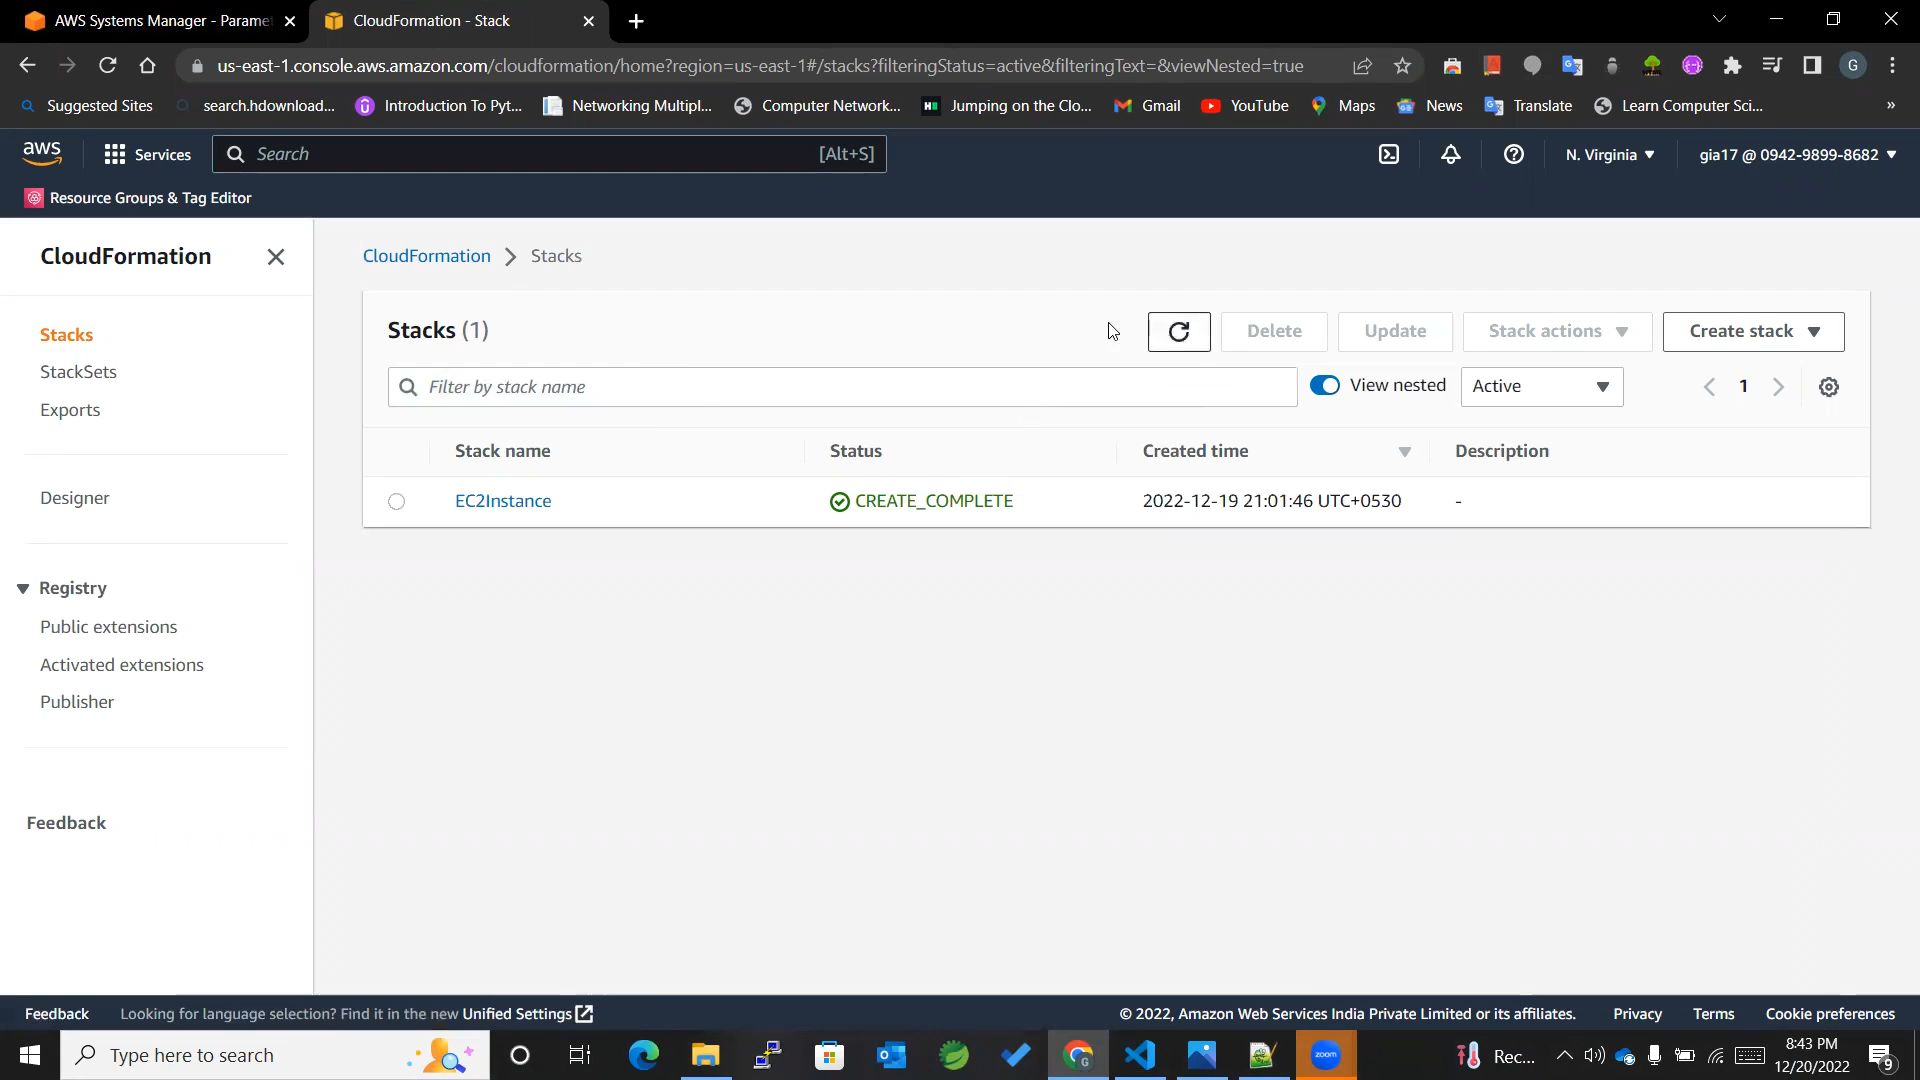 AWS Systems Manager - Parame
CloudFormation - Stack
us-east-1.console.aws.amazon.com/cloudformation/home?region=us-east-1#/stacks?filteringStatus=active&filteringText=&viewNested=true
G
Suggested Sites
search.hdownload...
Introduction To Pyt...
Networking Multipl...
Computer Network...
Jumping on the Clo...
Gmail
YouTube
Maps
News
Translate
Learn Computer Sci...
»
aws
Services
Search
[Alt+S]
N. Virginia
gia17 @ 0942-9899-8682
Resource Groups & Tag Editor
CloudFormation
Stacks
StackSets
Exports
Designer
Registry
Public extensions
Activated extensions
Publisher
Feedback
CloudFormation > Stacks
Stacks (1)
Delete
Update
Stack actions
Create stack
Filter by stack name
View nested
Active
1
Stack name
Status
Created time
Description
EC2Instance
CREATE_COMPLETE
2022-12-19 21:01:46 UTC+0530
-
Feedback
Looking for language selection? Find it in the new Unified Settings
© 2022, Amazon Web Services India Private Limited or its affiliates.
Privacy
Terms
Cookie preferences
Type here to search
zoom
Rec...
8:43 PM
12/20/2022
9